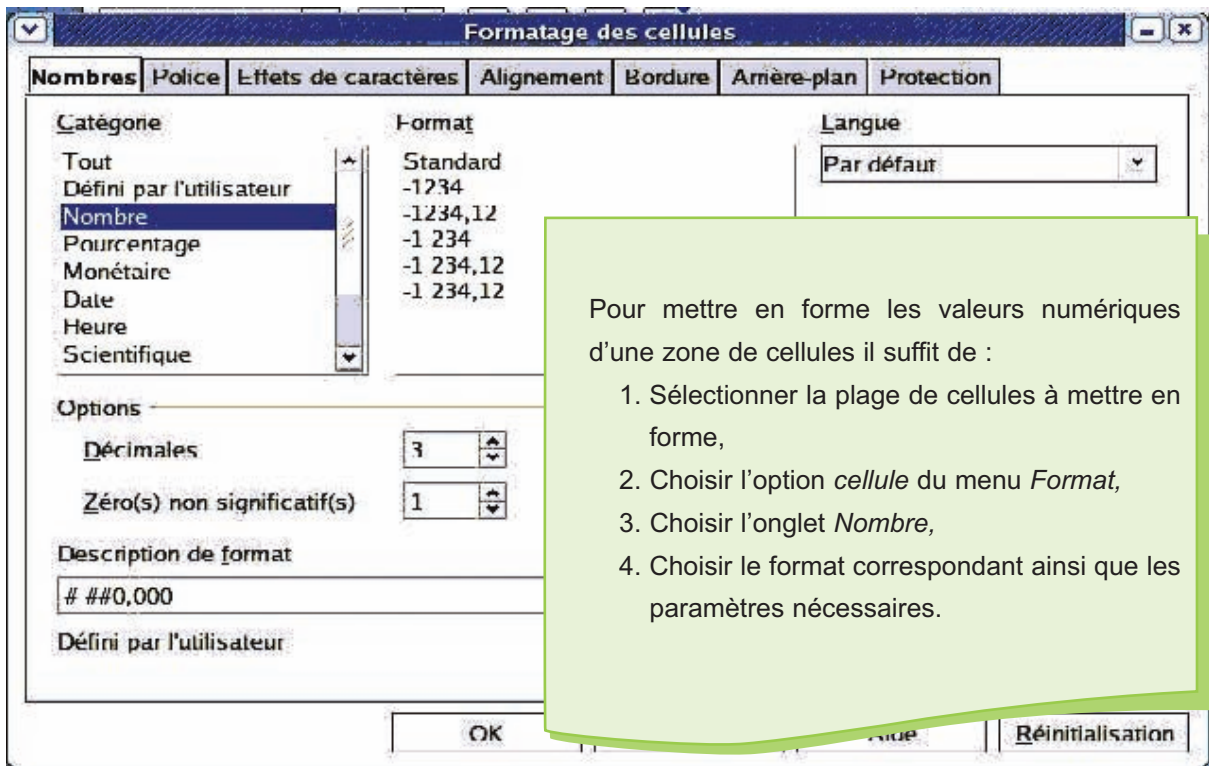 Formatage des cellules
Nombres Police Effets de caractères Alignement Bordure Arrière-plan Protection
Catégorie
Tout
Défini par l'utilisateur
Nombre
Pourcentage
Monétaire
Date
Heure
Scientifique
Format
Standard
-1234
-1234,12
-1 234
-1 234,12
-1 234,12
Langue
Par défaut
Options
Décimales 3
Zéro(s) non significatif(s) 1
Description de format
# ##0,000
Défini par l'utilisateur
Pour mettre en forme les valeurs numériques
d'une zone de cellules il suffit de :
1. Sélectionner la plage de cellules à mettre en
forme,
2. Choisir l'option cellule du menu Format,
3. Choisir l'onglet Nombre,
4. Choisir le format correspondant ainsi que les
paramètres nécessaires.
OK Aide Réinitialisation